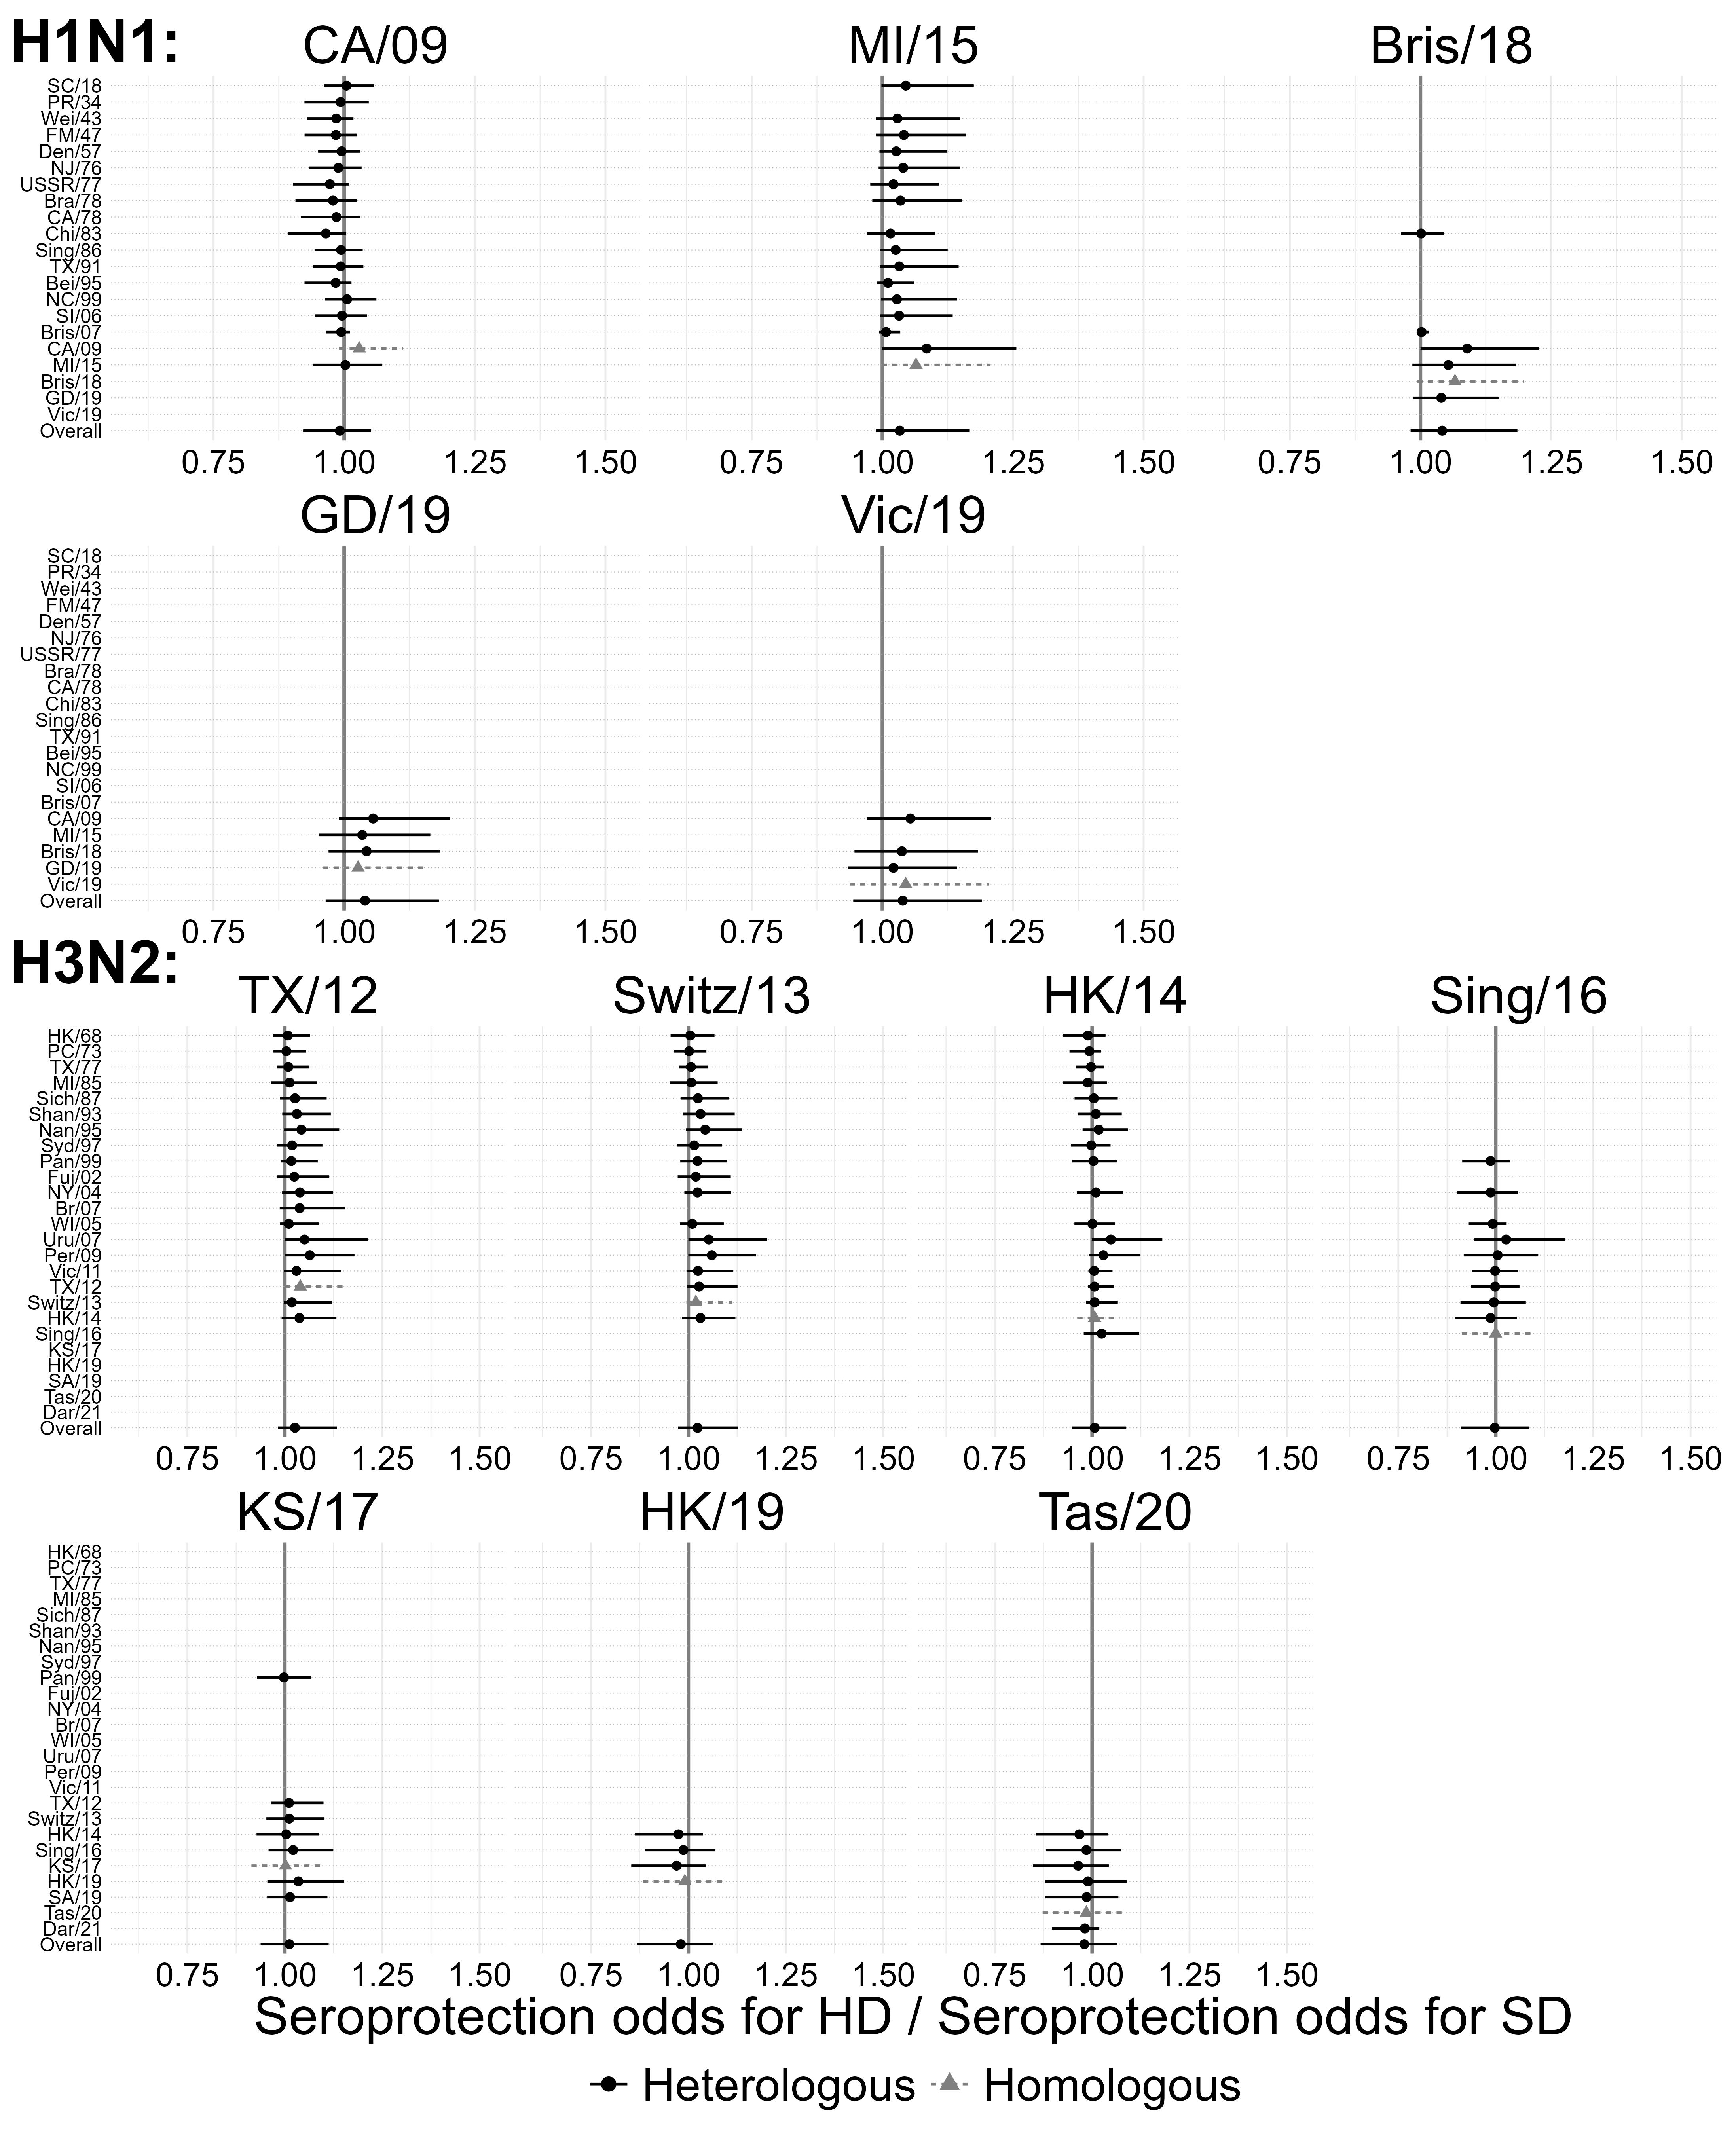 H1N1:
CA/09 MI/15 Bris/18
SC/18
PR/34
Wei/43
FM/47
Den/57
NJ/76
USSR/77
Bra/78
CA/78
Chi/83
Sing/86
TX/91
Bei/95
NC/99
SI/06
Bris/07
CA/09
MI/15
Bris/18
GD/19
Vic/19
Overall
0.75 1.00 1.25 1.50 0.75 1.00 1.25 1.50 0.75 1.00 1.25 1.50
GD/19 Vic/19
SC/18
PR/34
Wei/43
FM/47
Den/57
NJ/76
USSR/77
Bra/78
CA/78
Chi/83
Sing/86
TX/91
Bei/95
NC/99
SI/06
Bris/07
CA/09
MI/15
Bris/18
GD/19
Vic/19
Overall
0.75 1.00 1.25 1.50 0.75 1.00 1.25 1.50
H3N2:
TX/12 Switz/13 HK/14 Sing/16
HK/68
PC/73
TX/77
MI/85
Sich/87
Shan/93
Nan/95
Syd/97
Pan/99
Fuj/02
NY/04
Br/07
WI/05
Uru/07
Per/09
Vic/11
TX/12
Switz/13
HK/14
Sing/16
KS/17
HK/19
SA/19
Tas/20
Dar/21
Overall
0.75 1.00 1.25 1.50 0.75 1.00 1.25 1.50 0.75 1.00 1.25 1.50 0.75 1.00 1.25 1.50
KS/17 HK/19 Tas/20
HK/68
PC/73
TX/77
MI/85
Sich/87
Shan/93
Nan/95
Syd/97
Pan/99
Fuj/02
NY/04
Br/07
WI/05
Uru/07
Per/09
Vic/11
TX/12
Switz/13
HK/14
Sing/16
KS/17
HK/19
SA/19
Tas/20
Dar/21
Overall
0.75 1.00 1.25 1.50 0.75 1.00 1.25 1.50 0.75 1.00 1.25 1.50
Seroprotection odds for HD / Seroprotection odds for SD
Heterologous Homologous